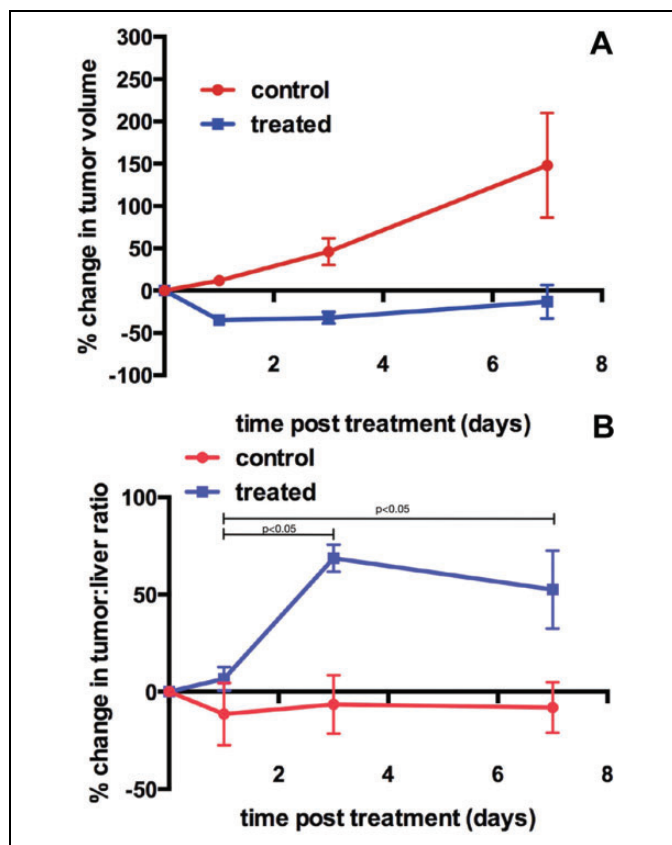 A
% change in tumor volume
300
250
200
150
100
50
0
-50
-100
control
treated
2
4
6
8
time post treatment (days)
B
control
treated
% change in tumor:liver ratio
100
50
0
-50
p<0.05
p<0.05
2
4
6
8
time post treatment (days)